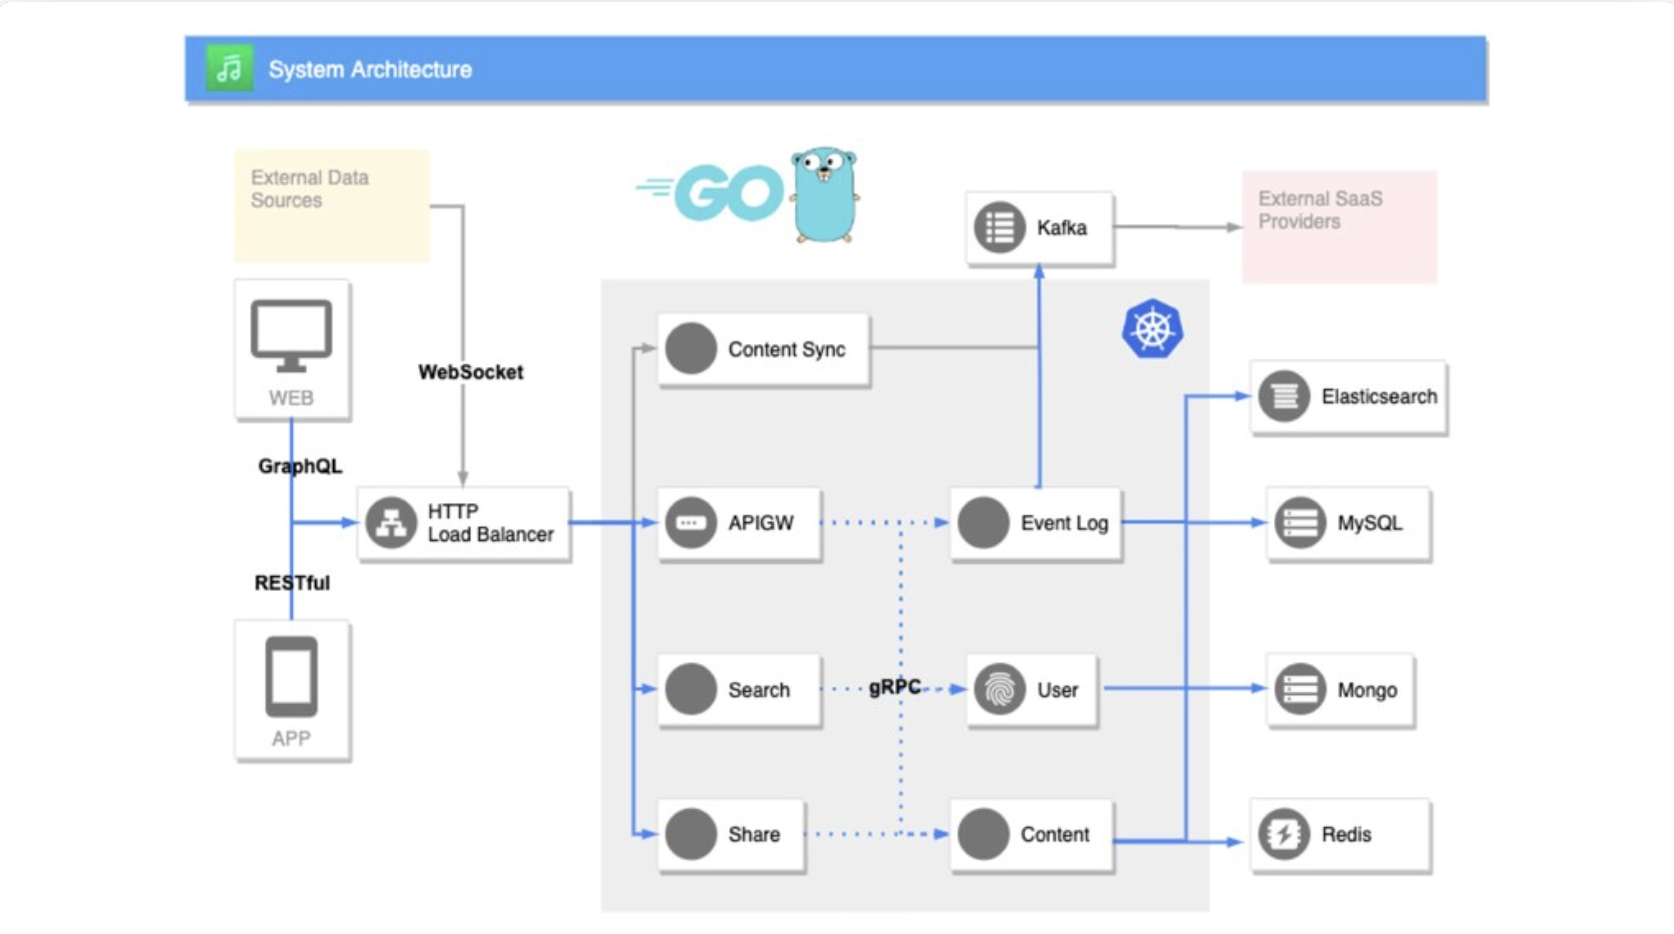 System Architecture
External Data
Sources
GO
Kafka
External SaaS
Providers
WEB
WebSocket
Content Sync
Elasticsearch
GraphQL
HTTP
Load Balancer
APIGW
Event Log
MySQL
RESTful
APP
Search
gRPC
User
Mongo
Share
Content
Redis